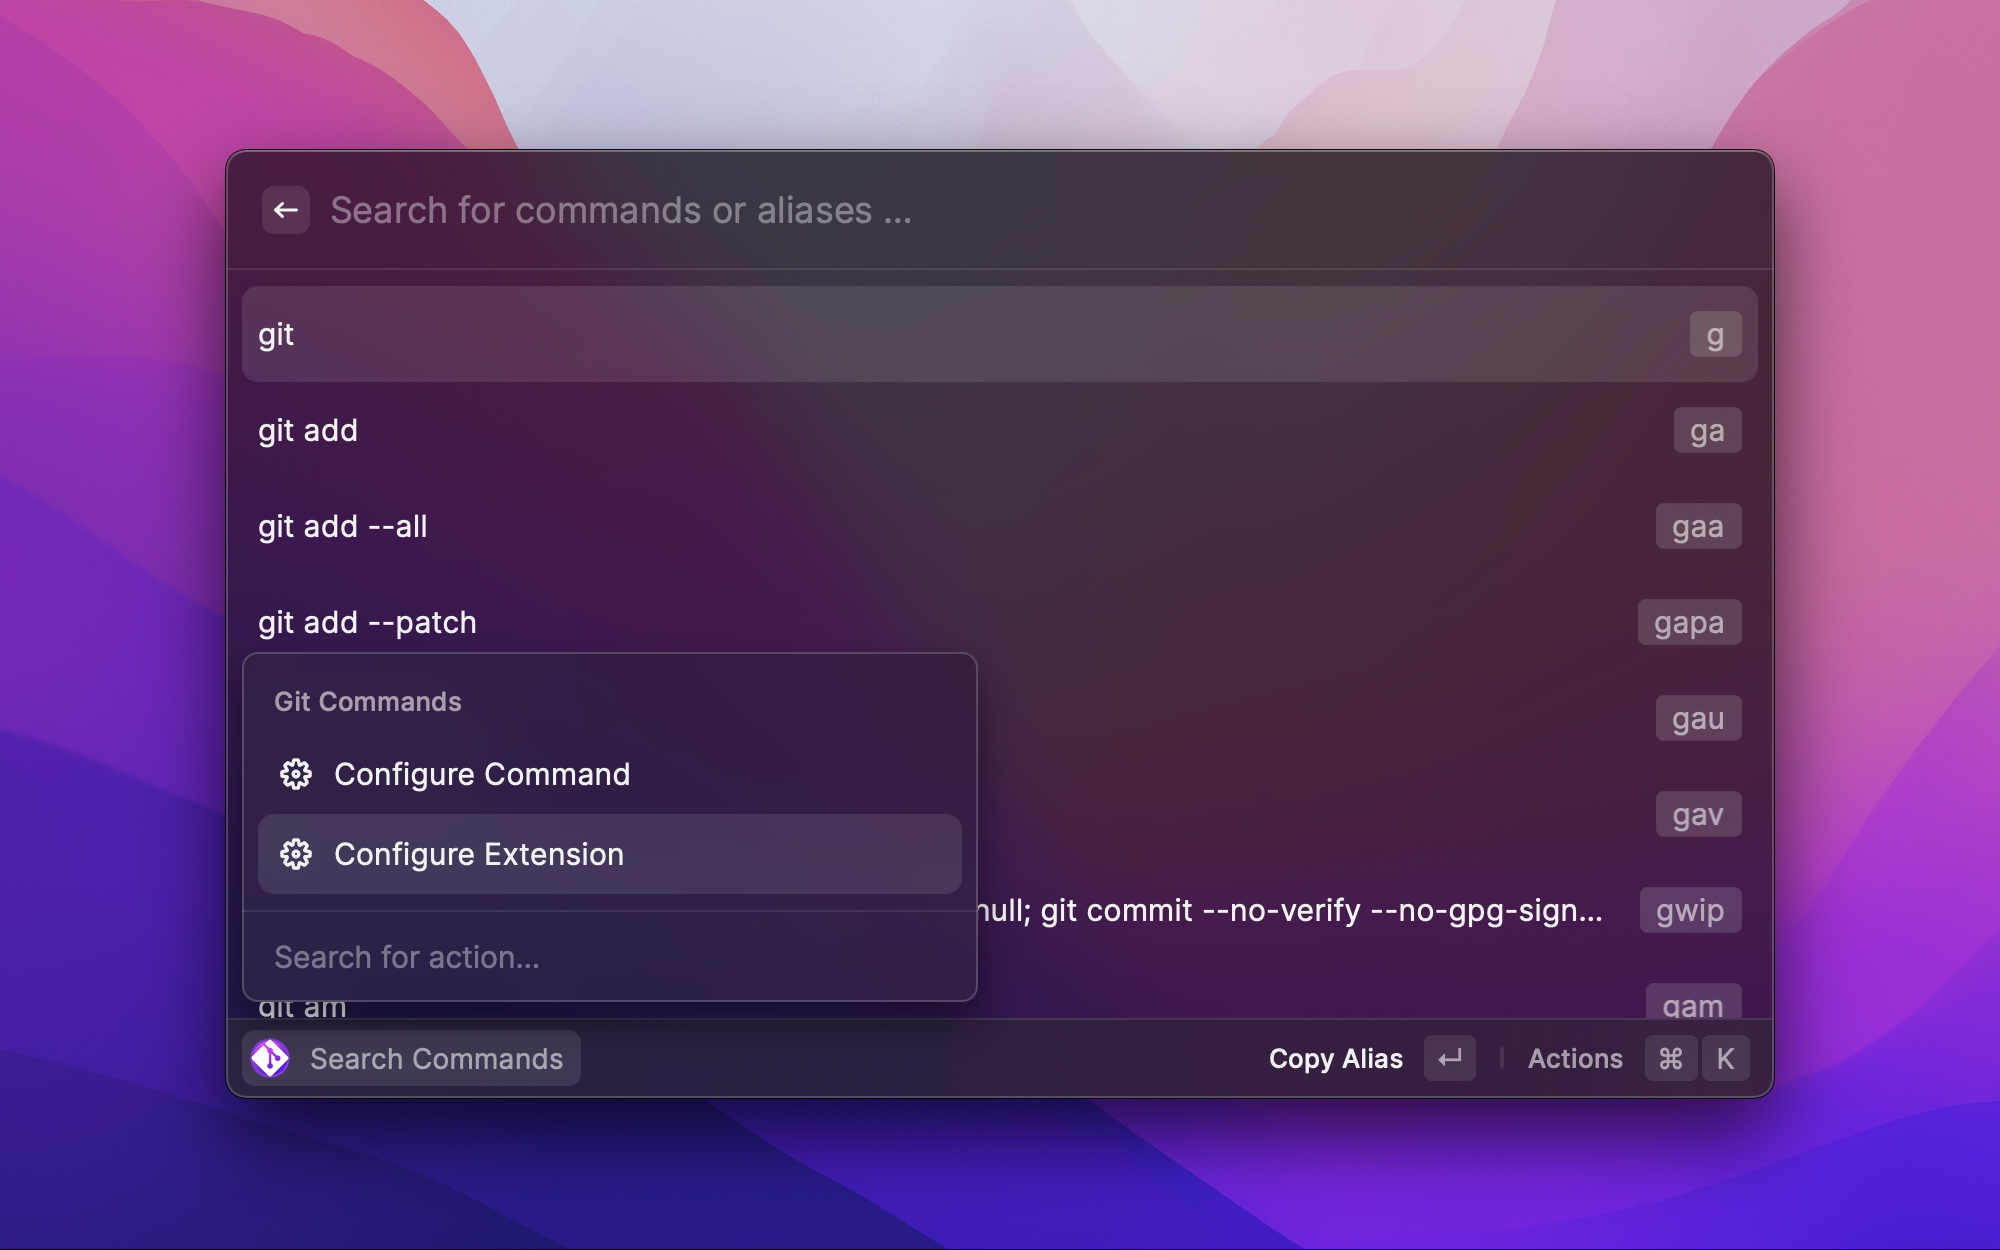 Search for commands or aliases ...
git g
git add ga
git add --all gaa
git add --patch gapa
gau
gav
null; git commit --no-verify --no-gpg-sign... gwip
git am gam
Git Commands
Configure Command
Configure Extension
Search for action...
Search Commands Copy Alias Actions ⌘ K